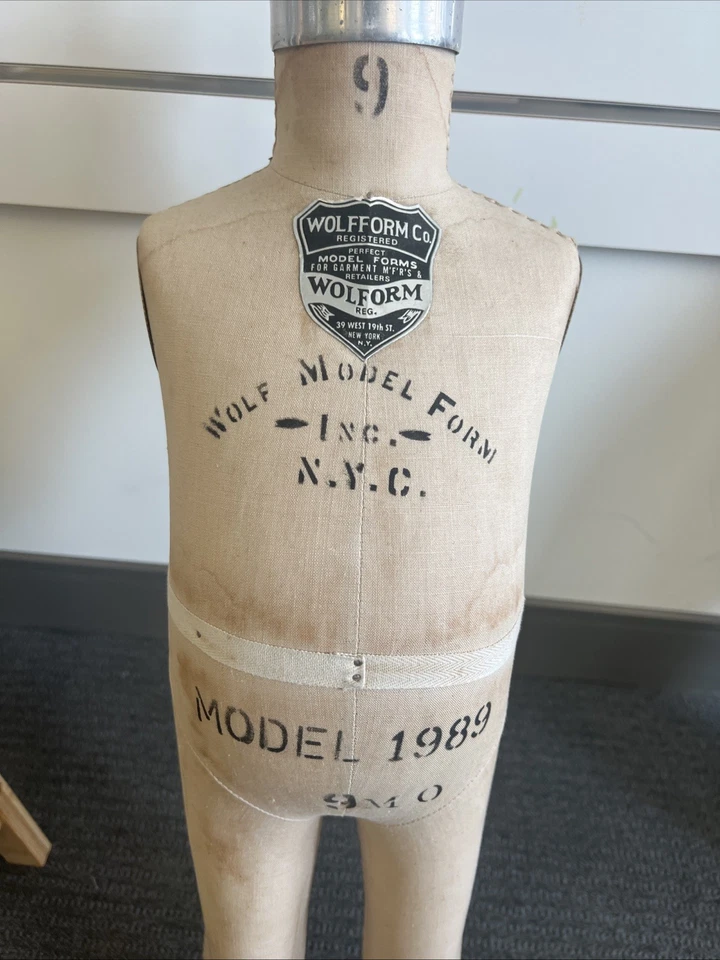 9
WOLFFORM Co.
REGISTERED
PERFECT
MODEL FORMS
FOR GARMENT M'F'R'S &
RETAILERS
WOLFORM
REG.
39 WEST 19th ST.
NEW YORK
N.Y.
WOLF MODEL FORM
INC.
N.Y.C.
MODEL 1989
9MO